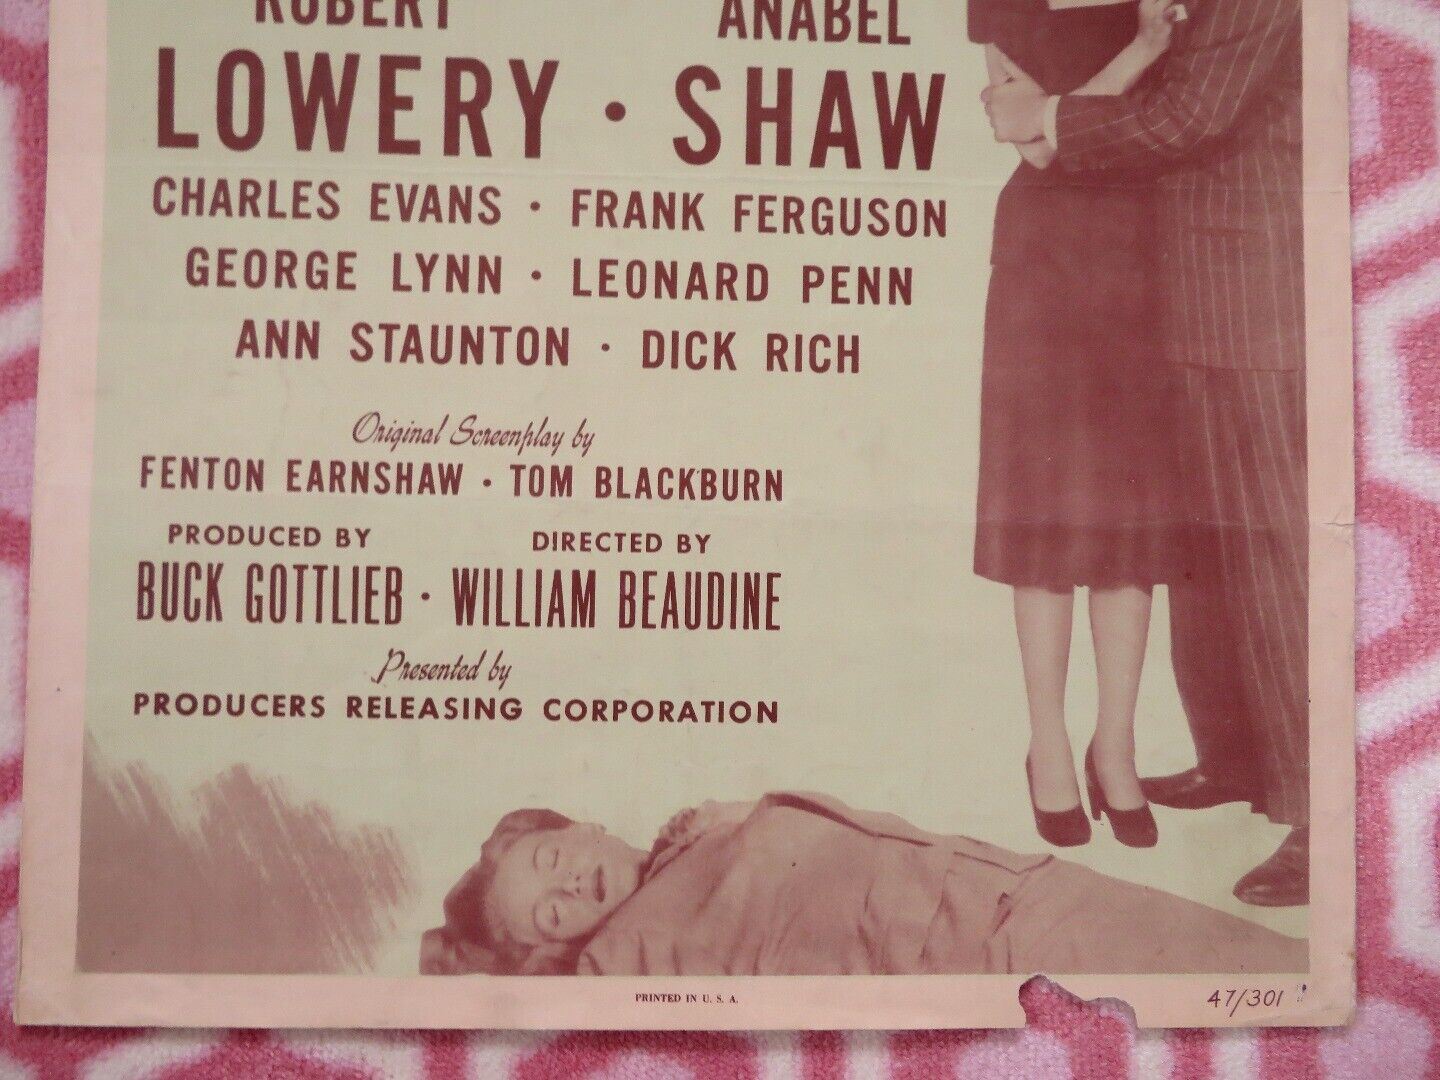 ROBERT ANABEL
LOWERY · SHAW
CHARLES EVANS · FRANK FERGUSON
GEORGE LYNN · LEONARD PENN
ANN STAUNTON · DICK RICH
Original Screenplay by
FENTON EARNSHAW · TOM BLACKBURN
PRODUCED BY DIRECTED BY
BUCK GOTTLIEB · WILLIAM BEAUDINE
Presented by
PRODUCERS RELEASING CORPORATION
PRINTED IN U. S. A.
47/301